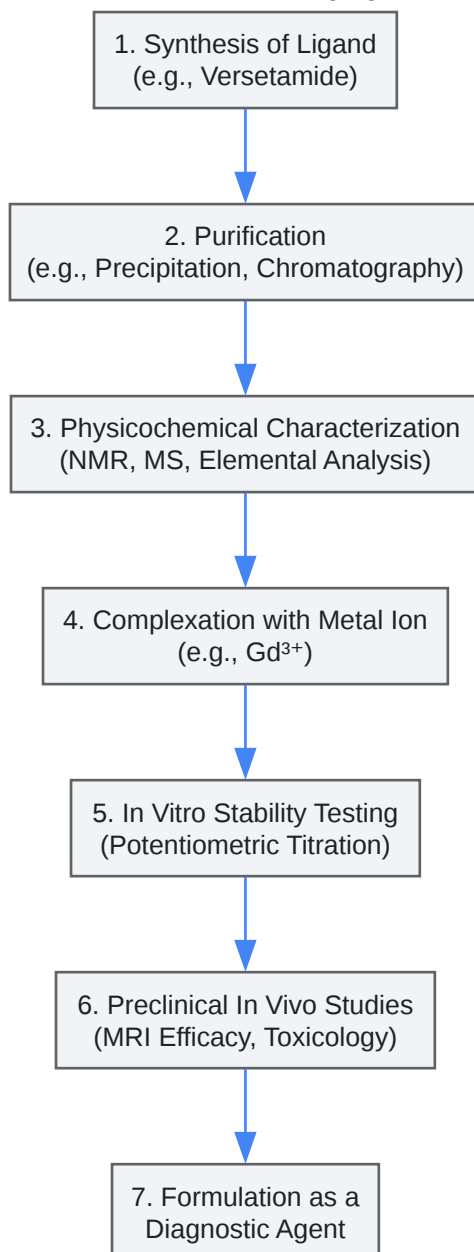 1. Synthesis of Ligand
(e.g., Versetamide)
2. Purification
(e.g., Precipitation, Chromatography)
3. Physicochemical Characterization
(NMR, MS, Elemental Analysis)
4. Complexation with Metal Ion
(e.g., Gd³⁺)
5. In Vitro Stability Testing
(Potentiometric Titration)
6. Preclinical In Vivo Studies
(MRI Efficacy, Toxicology)
7. Formulation as a
Diagnostic Agent